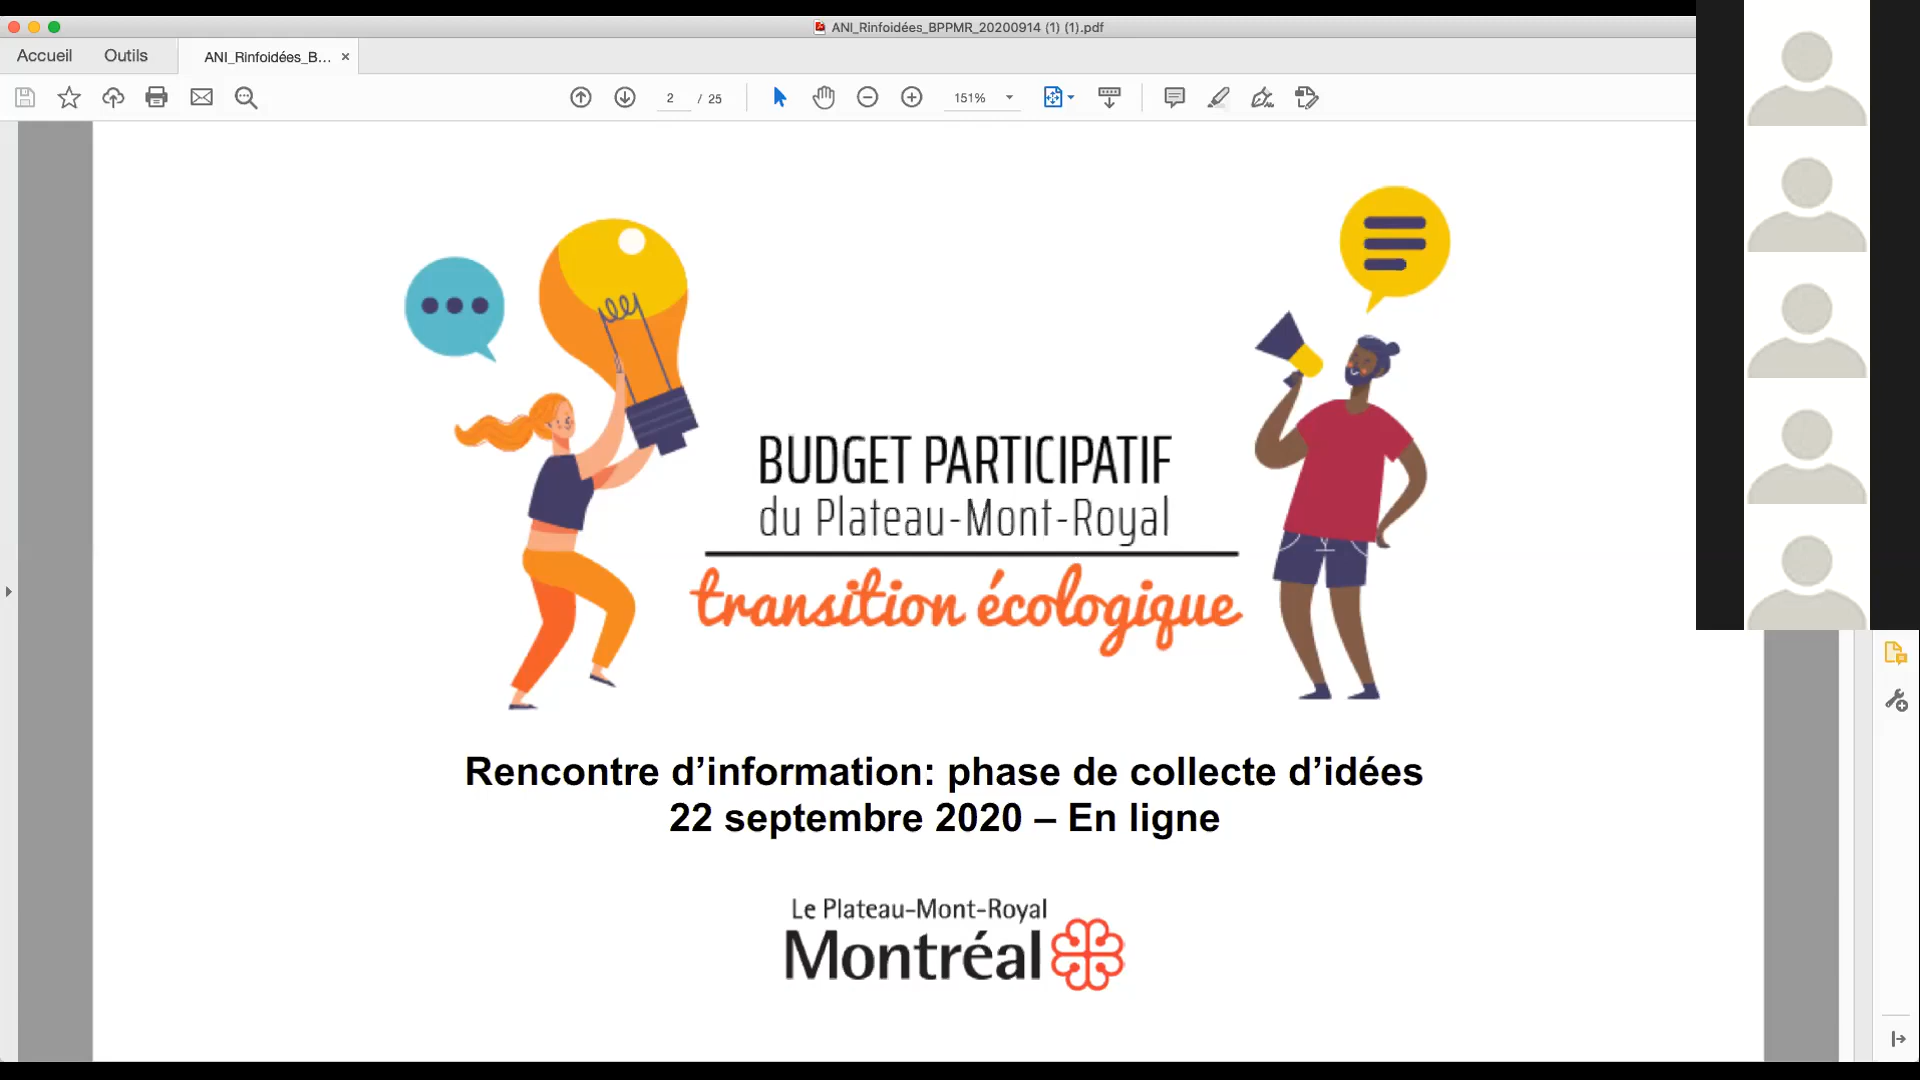 ANI_Rinfoidées_BPPMR_20200914 (1) (1).pdf
Accueil Outils ANI_Rinfoidées_B... ×
2 / 25 151%
BUDGET PARTICIPATIF
du Plateau-Mont-Royal
transition écologique
Rencontre d’information: phase de collecte d’idées
22 septembre 2020 – En ligne
Le Plateau-Mont-Royal
Montréal